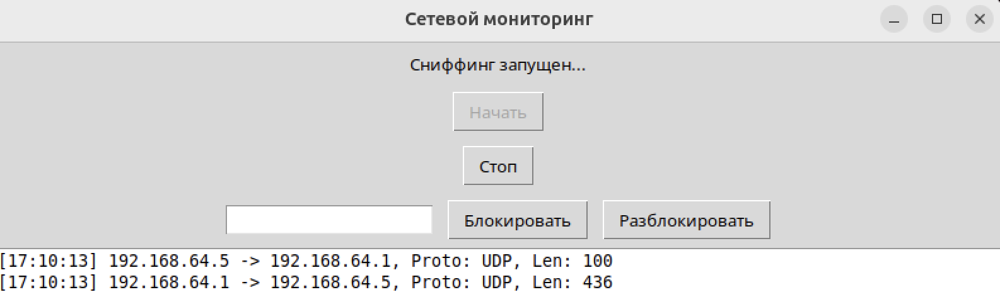 Сетевой мониторинг
Сниффинг запущен...
Начать
Стоп
Блокировать Разблокировать
[17:10:13] 192.168.64.5 -> 192.168.64.1, Proto: UDP, Len: 100
[17:10:13] 192.168.64.1 -> 192.168.64.5, Proto: UDP, Len: 436